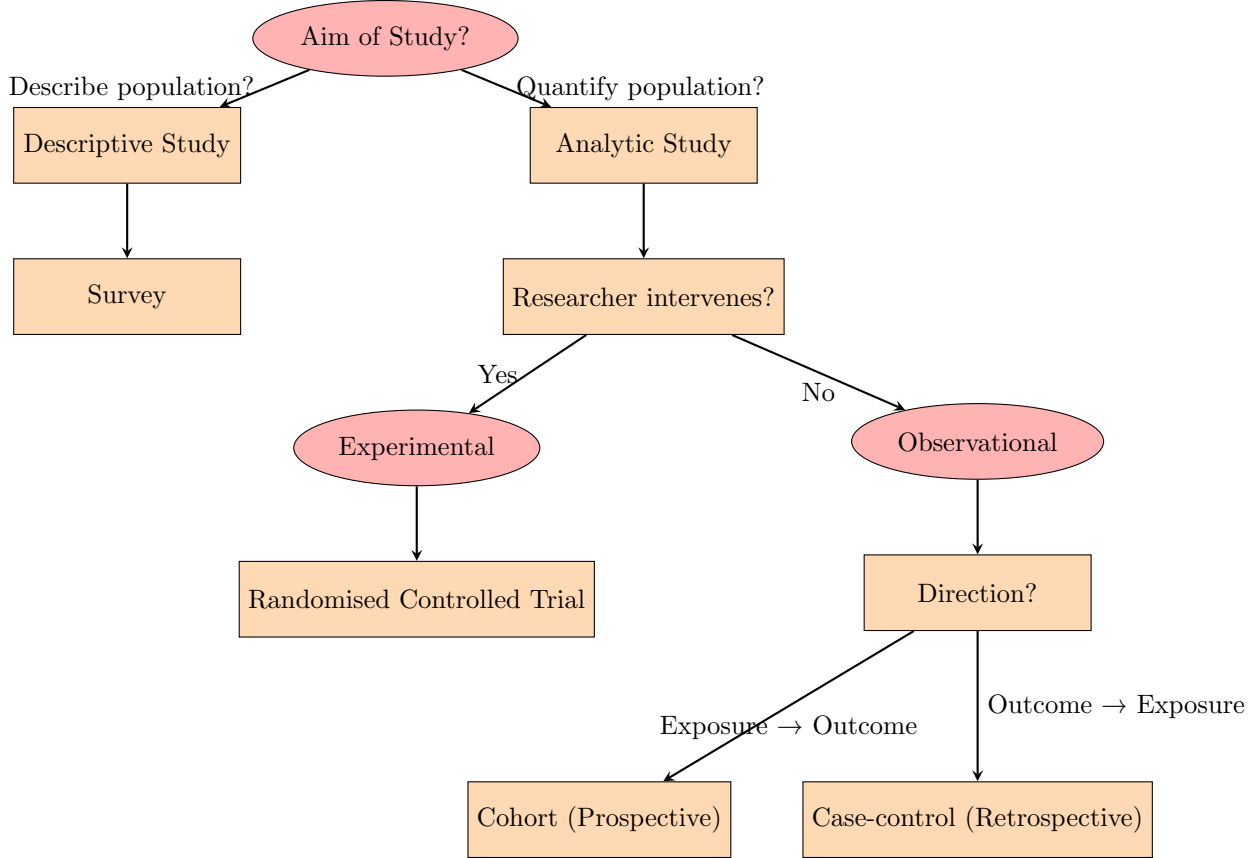 Aim of Study?
Describe population?
Quantify population?
Descriptive Study
Analytic Study
Survey
Researcher intervenes?
Yes
No
Experimental
Observational
Randomised Controlled Trial
Direction?
Exposure → Outcome
Outcome → Exposure
Cohort (Prospective)
Case-control (Retrospective)